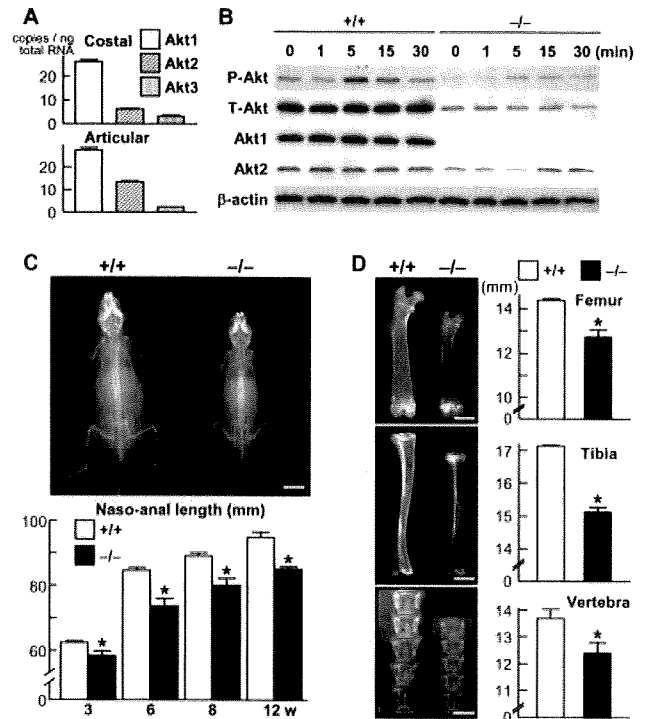 A
copies / ng
total RNA
Costal
Akt1
Akt2
Akt3
20
10
0
Articular
20
10
0
B
+/+ –/–
0 1 5 15 30 0 1 5 15 30 (min)
P-Akt
T-Akt
Akt1
Akt2
β-actin
C
+/+ –/–
Naso-anal length (mm)
+/+
–/–
100
80
60
0
* * * *
3 6 8 12 w
D
+/+ –/–
+/+ –/–
(mm)
Femur
14
12
10
0
*
Tibia
17
16
15
14
0
*
Vertebra
14
13
12
11
0
*